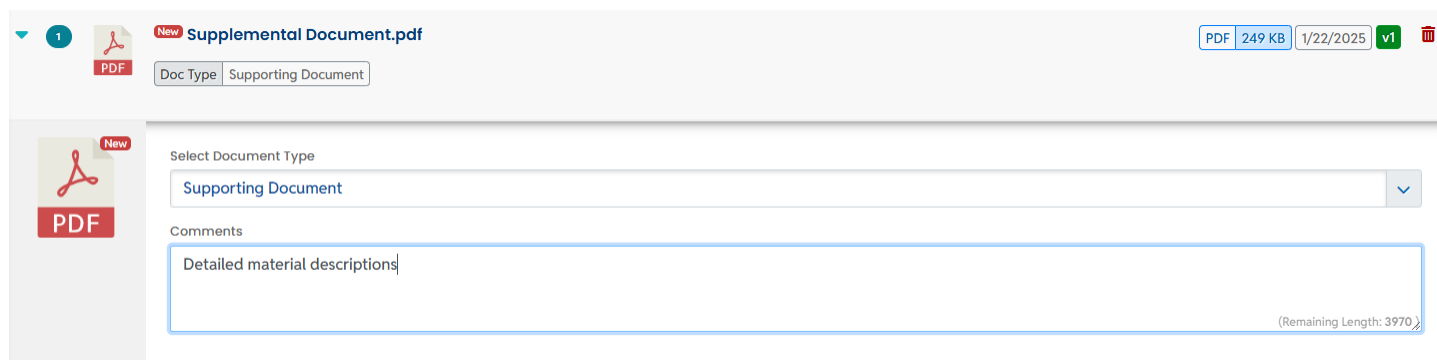 1
PDF
New Supplemental Document.pdf
PDF 249 KB 1/22/2025 v1
Doc Type Supporting Document
New
PDF
Select Document Type
Supporting Document
Comments
Detailed material descriptions
(Remaining Length: 3970 )